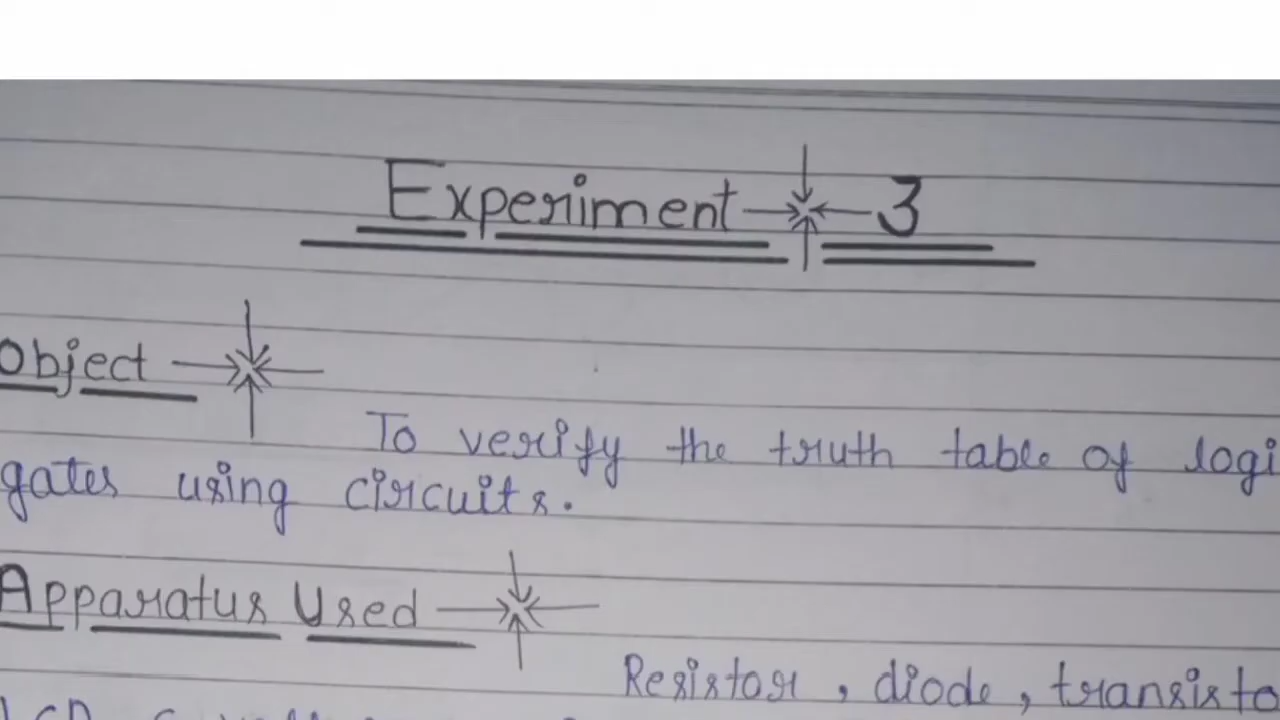 Experiment 3
Object
To verify the truth table of logi
gates using circuits.
Apparatus Used
Resistor, diode, transisto